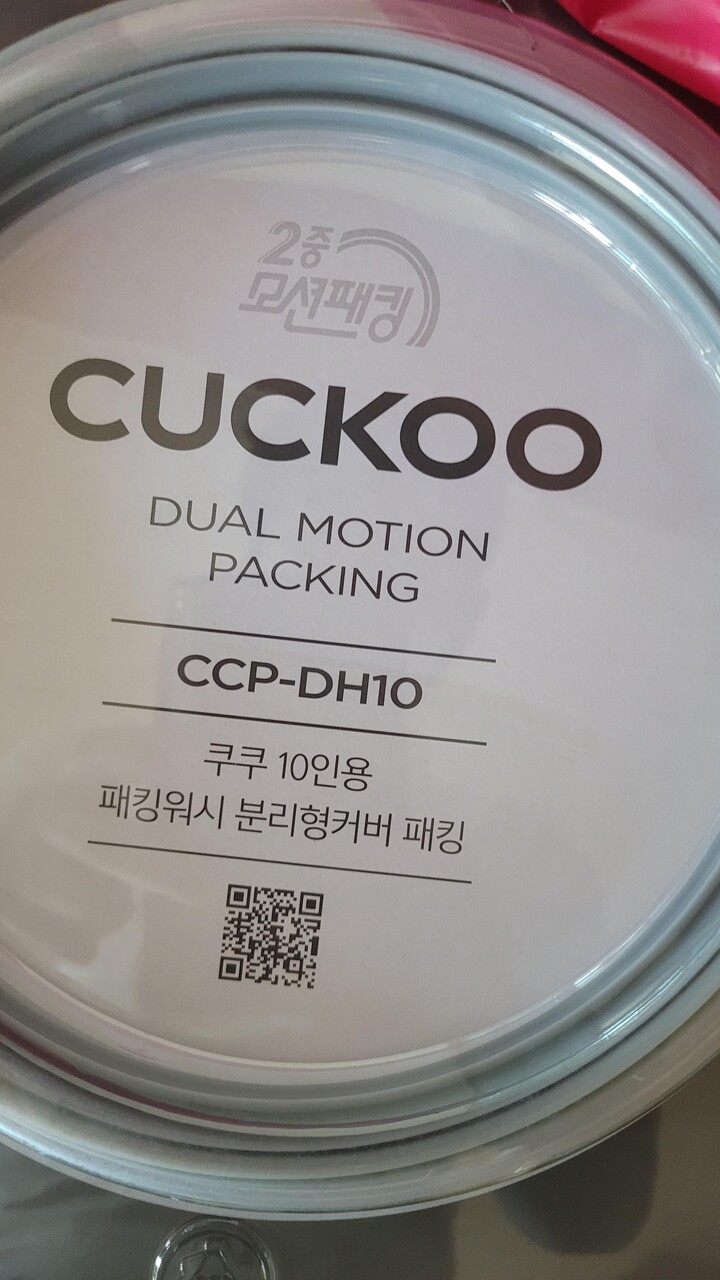 2중
모션패킹
CUCKOO
DUAL MOTION
PACKING
CCP-DH10
쿠쿠 10인용
패킹워시 분리형커버 패킹